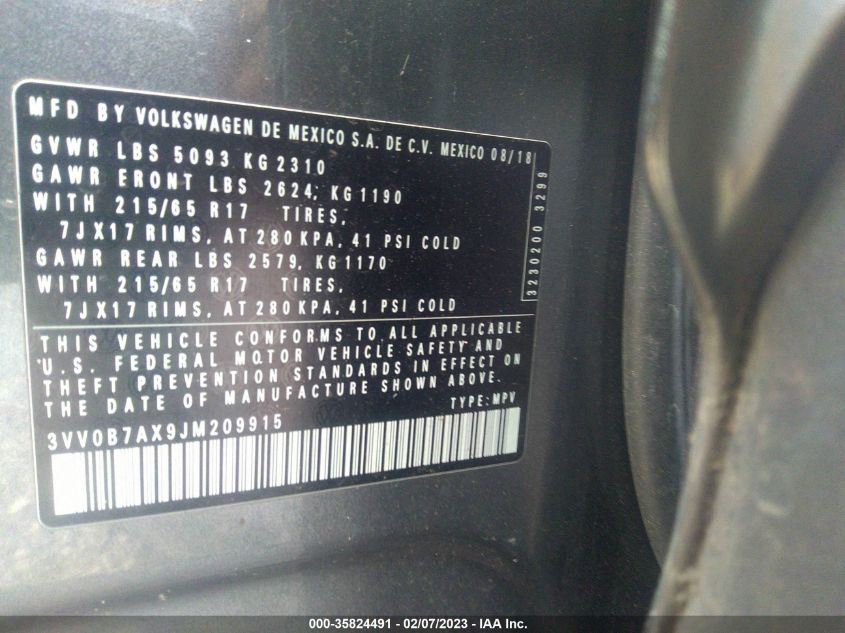 MFD BY VOLKSWAGEN DE MEXICO S.A. DE C.V. MEXICO 08/18
GVWR LBS 5093 KG 2310
GAWR FRONT LBS 2624, KG 1190
WITH 215/65 R17 TIRES,
7JX17 RIMS, AT 280 KPA, 41 PSI COLD
GAWR REAR LBS 2579, KG 1170
WITH 215/65 R17 TIRES,
7JX17 RIMS, AT 280 KPA, 41 PSI COLD
3230200 3299
THIS VEHICLE CONFORMS TO ALL APPLICABLE
U.S. FEDERAL MOTOR VEHICLE SAFETY AND
THEFT PREVENTION STANDARDS IN EFFECT ON
THE DATE OF MANUFACTURE SHOWN ABOVE.
TYPE: MPV
3VV0B7AX9JM209915
000-35824491 - 02/07/2023 - IAA Inc.